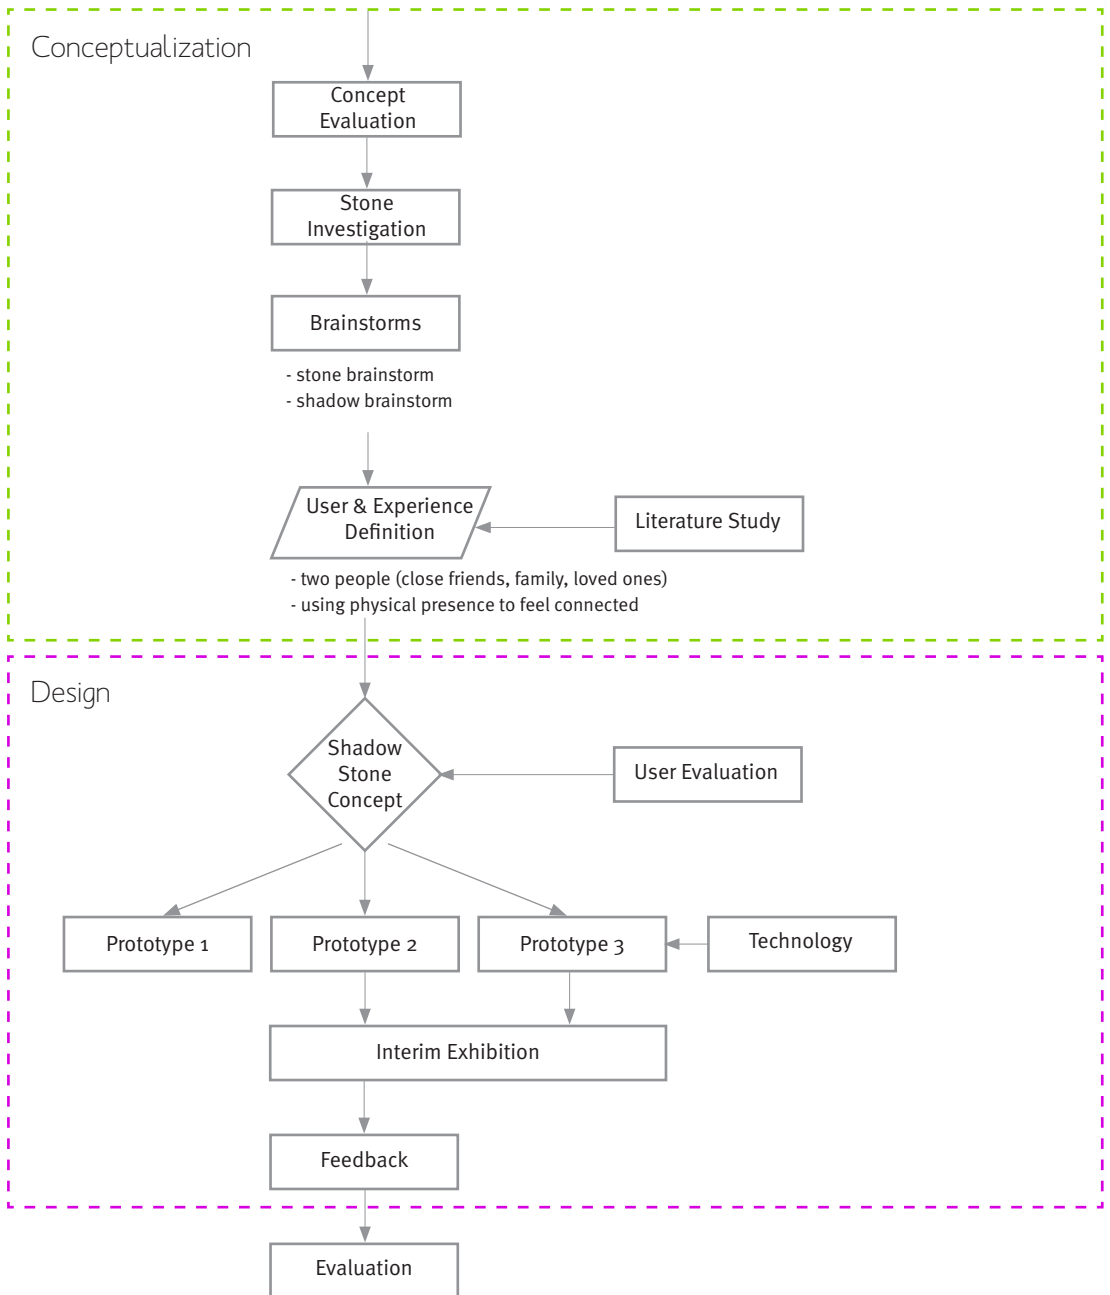 Conceptualization
Concept
Evaluation
Stone
Investigation
Brainstorms
- stone brainstorm
- shadow brainstorm
User & Experience
Definition
Literature Study
- two people (close friends, family, loved ones)
- using physical presence to feel connected
Design
Shadow
Stone
Concept
User Evaluation
Prototype 1
Prototype 2
Prototype 3
Technology
Interim Exhibition
Feedback
Evaluation